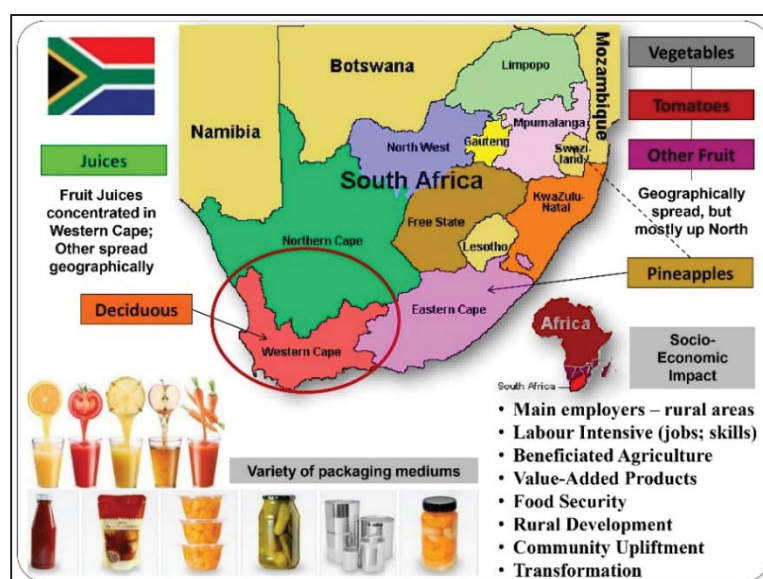 Botswana
Namibia
Mozambique
Limpopo
Mpumalanga
North West
Gauteng
Swazi-
land
South Africa
Free State
KwaZulu-
Natal
Lesotho
Northern Cape
Eastern Cape
Western Cape
Juices
Fruit Juices
concentrated in
Western Cape;
Other spread
geographically
Deciduous
Vegetables
Tomatoes
Other Fruit
Geographically
spread, but
mostly up North
Pineapples
Africa
South Africa
Socio-
Economic
Impact
• Main employers – rural areas
• Labour Intensive (jobs; skills)
• Beneficiated Agriculture
• Value-Added Products
• Food Security
• Rural Development
• Community Upliftment
• Transformation
Variety of packaging mediums